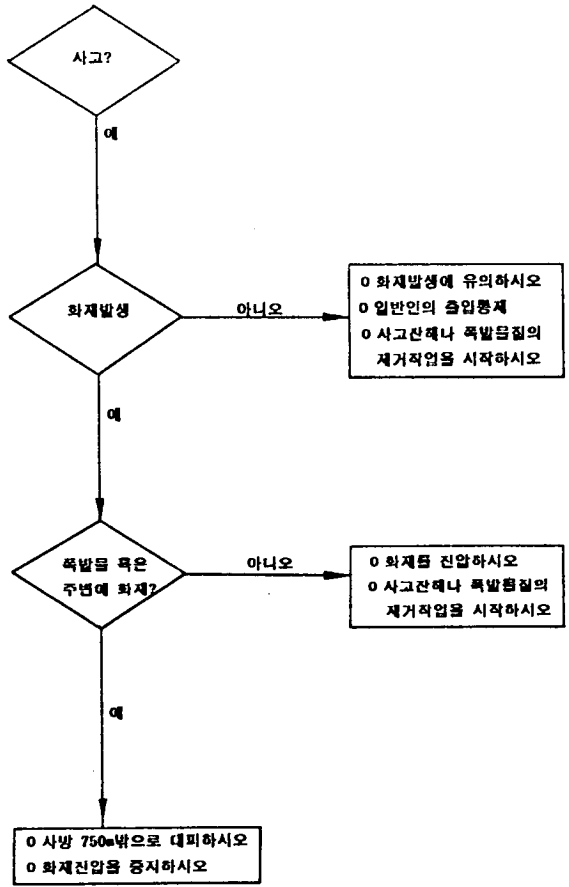 사고?
예
화재발생
아니오
O 화재발생에 유의하시오
O 일반인의 출입통제
O 사고잔해나 폭발물질의
제거작업을 시작하시오
예
폭발물 혹은
주변에 화재?
아니오
O 화재를 진압하시오
O 사고잔해나 폭발물질의
제거작업을 시작하시오
예
O 사방 750m밖으로 대피하시오
O 화재진압을 중지하시오